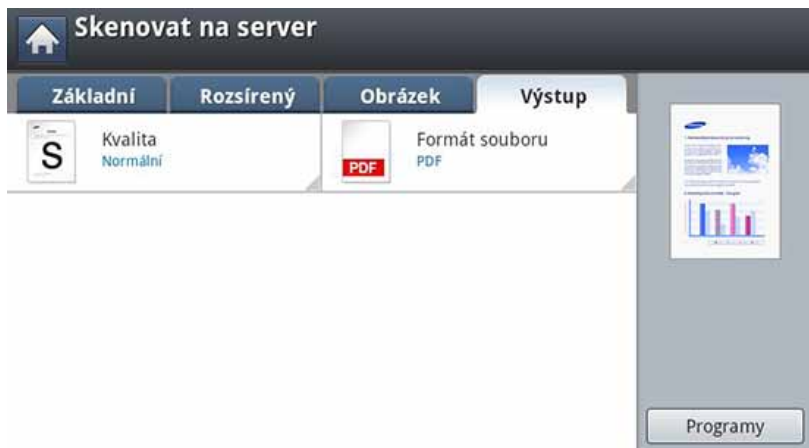 Skenovat na server
Základní
Rozsírený
Obrázek
Výstup
S
Kvalita
Normální
PDF
Formát souboru
PDF
Programy